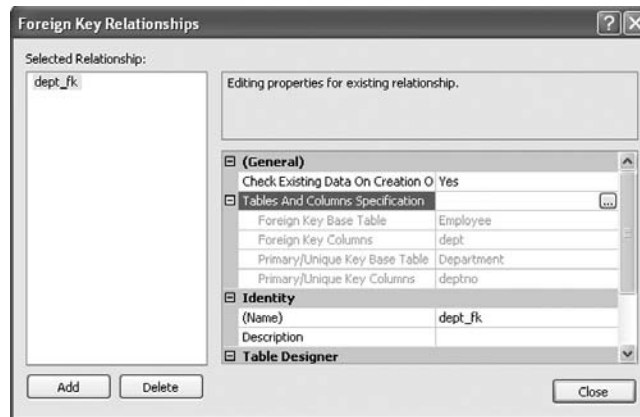 Foreign Key Relationships
Selected Relationship:
dept_fk
Editing properties for existing relationship.
(General)
Check Existing Data On Creation O Yes
Tables And Columns Specification ...
Foreign Key Base Table Employee
Foreign Key Columns dept
Primary/Unique Key Base Table Department
Primary/Unique Key Columns deptno
Identity
(Name) dept_fk
Description
Table Designer
Add Delete Close